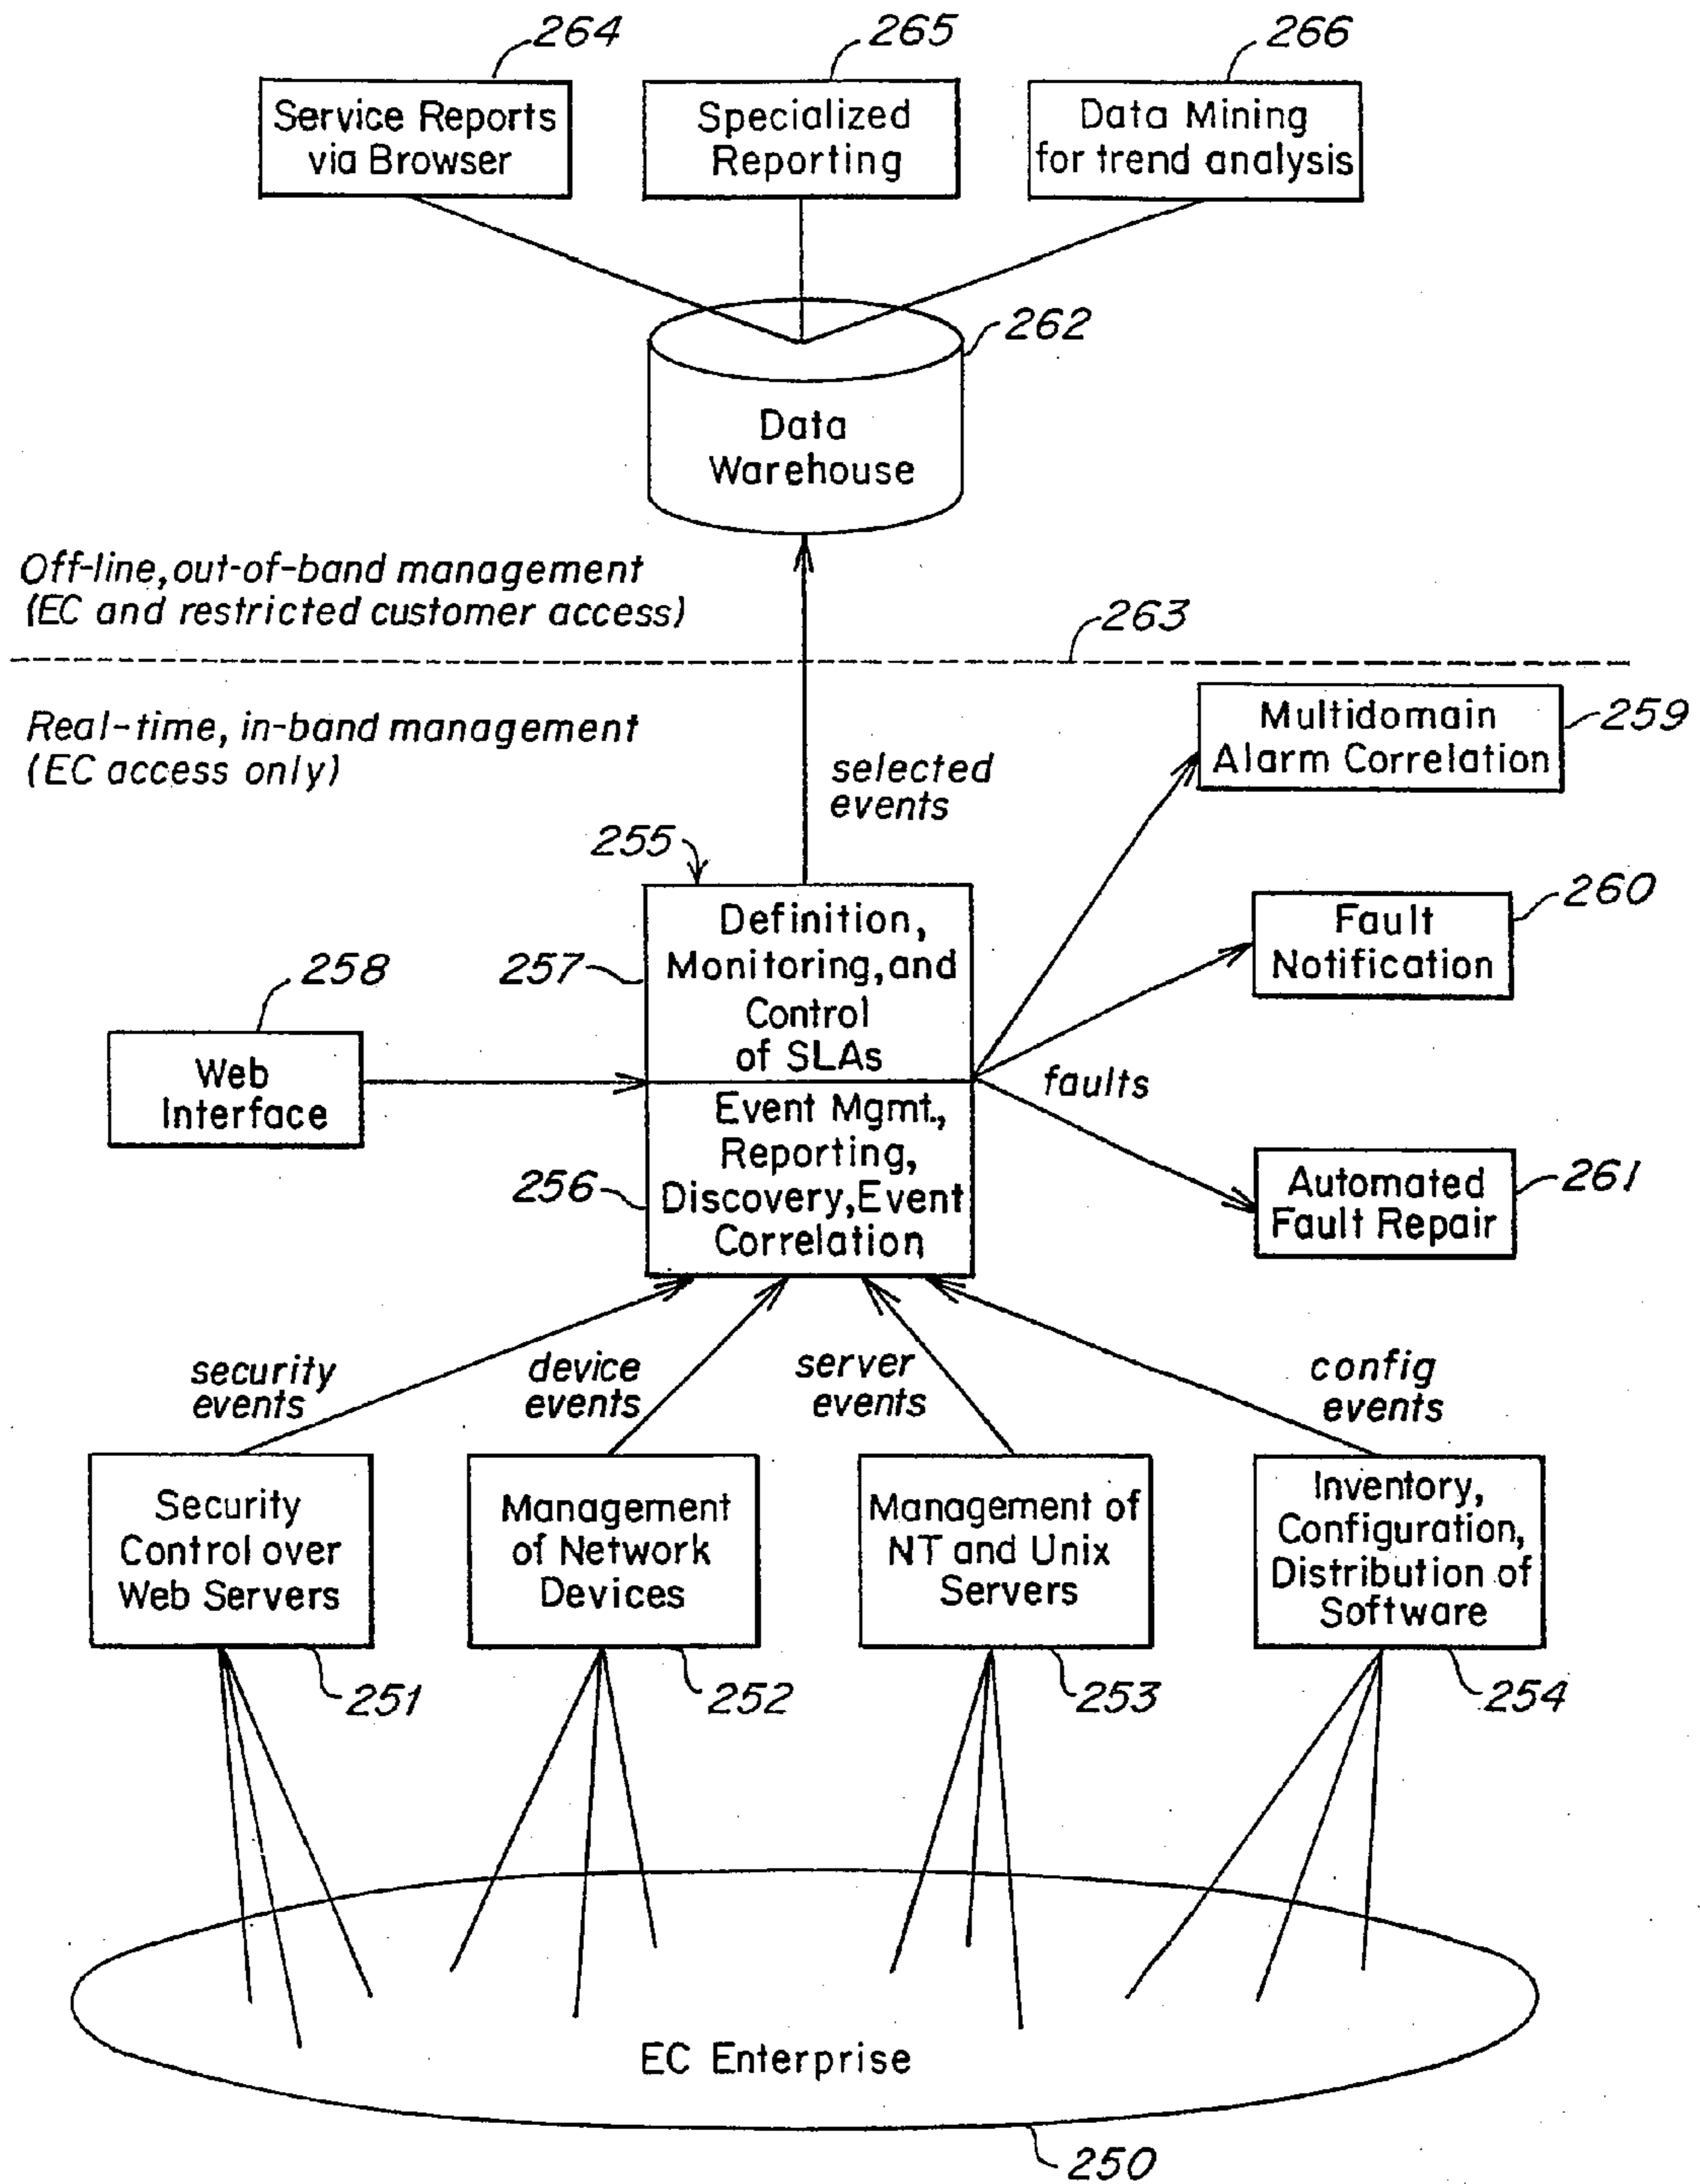 264
265
266
Service Reports
via Browser
Specialized
Reporting
Data Mining
for trend analysis
262
Data
Warehouse
Off-line, out-of-band management
(EC and restricted customer access)
263
Real-time, in-band management
(EC access only)
selected
events
Multidomain
Alarm Correlation
259
255
Definition,
Monitoring, and
Control
of SLAs
257
260
Fault
Notification
258
Web
Interface
faults
Event Mgmt.,
Reporting,
Discovery, Event
Correlation
256
Automated
Fault Repair
261
security
events
device
events
server
events
config
events
Security
Control over
Web Servers
Management
of Network
Devices
Management of
NT and Unix
Servers
Inventory,
Configuration,
Distribution of
Software
251
252
253
254
EC Enterprise
250